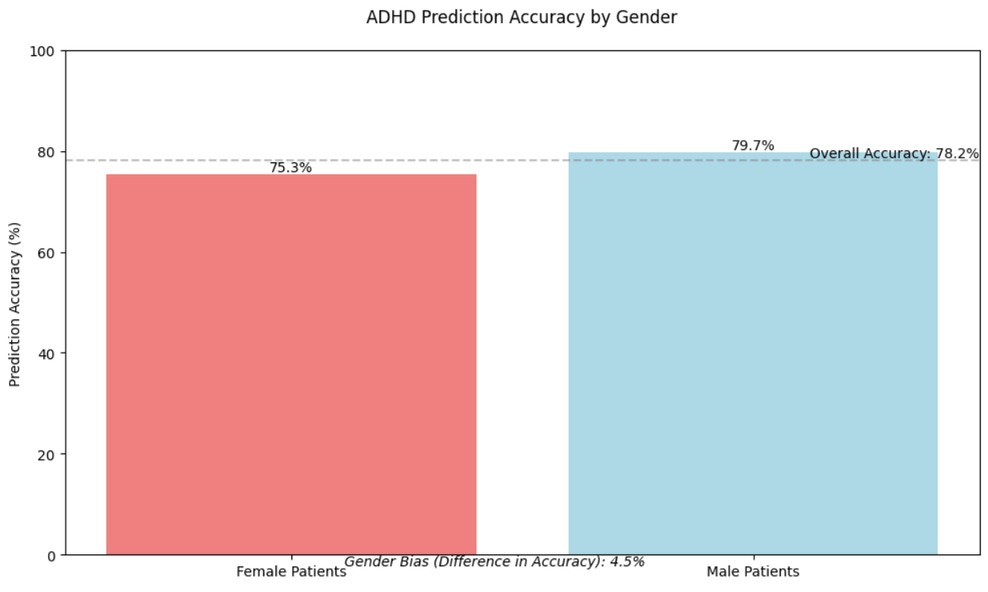 ADHD Prediction Accuracy by Gender
Prediction Accuracy (%)
100
80
60
40
20
0
75.3%
79.7%
Overall Accuracy: 78.2%
Gender Bias (Difference in Accuracy): 4.5%
Female Patients
Male Patients